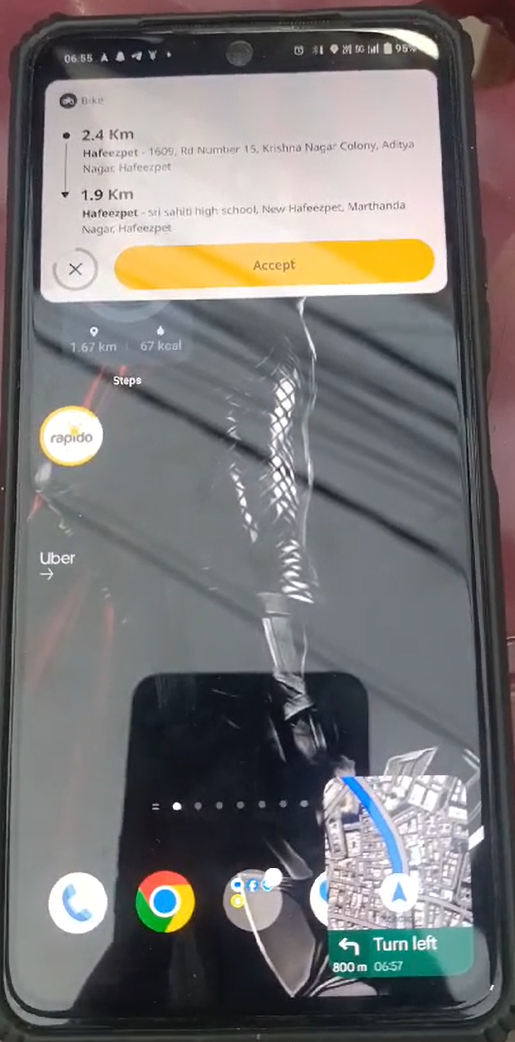 06:55
95%
Bike
2.4 Km
Hafeezpet - 1609, Rd Number 15, Krishna Nagar Colony, Aditya
Nagar, Hafeezpet
1.9 Km
Hafeezpet - sri sahiti high school, New Hafeezpet, Marthanda
Nagar, Hafeezpet
Accept
1.67 km
67 kcal
Steps
rapido
Uber
Turn left
800 m 06:57